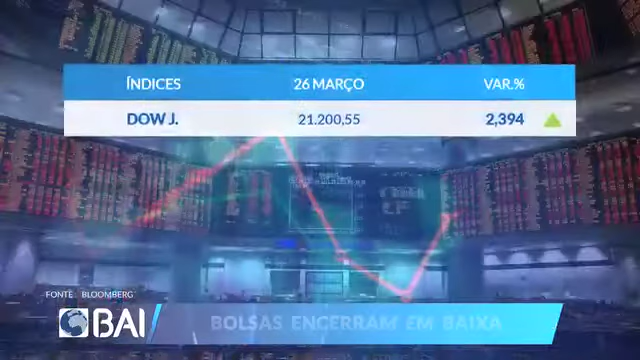 ÍNDICES 26 MARÇO VAR.%
DOW J. 21.200,55 2,394
FONTE BLOOMBERG
BAI
BOLSAS ENCERRAM EM BAIXA